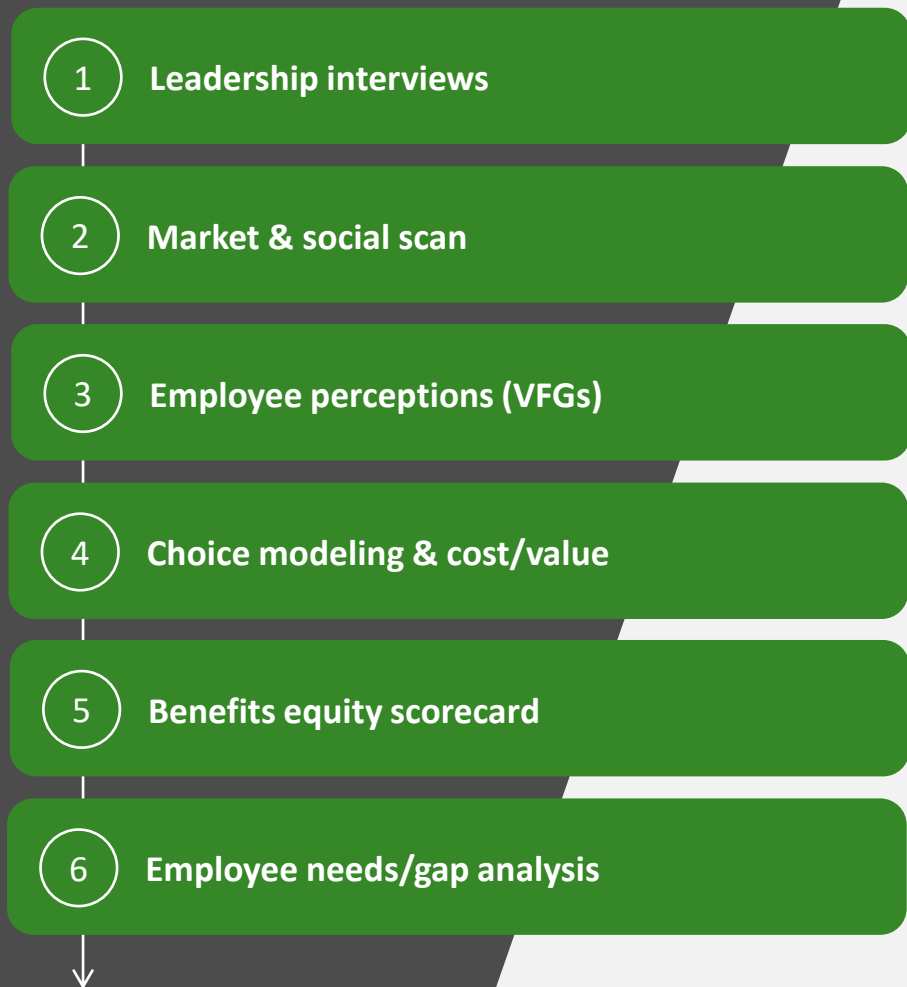 1 Leadership interviews
2 Market & social scan
3 Employee perceptions (VFGs)
4 Choice modeling & cost/value
5 Benefits equity scorecard
6 Employee needs/gap analysis